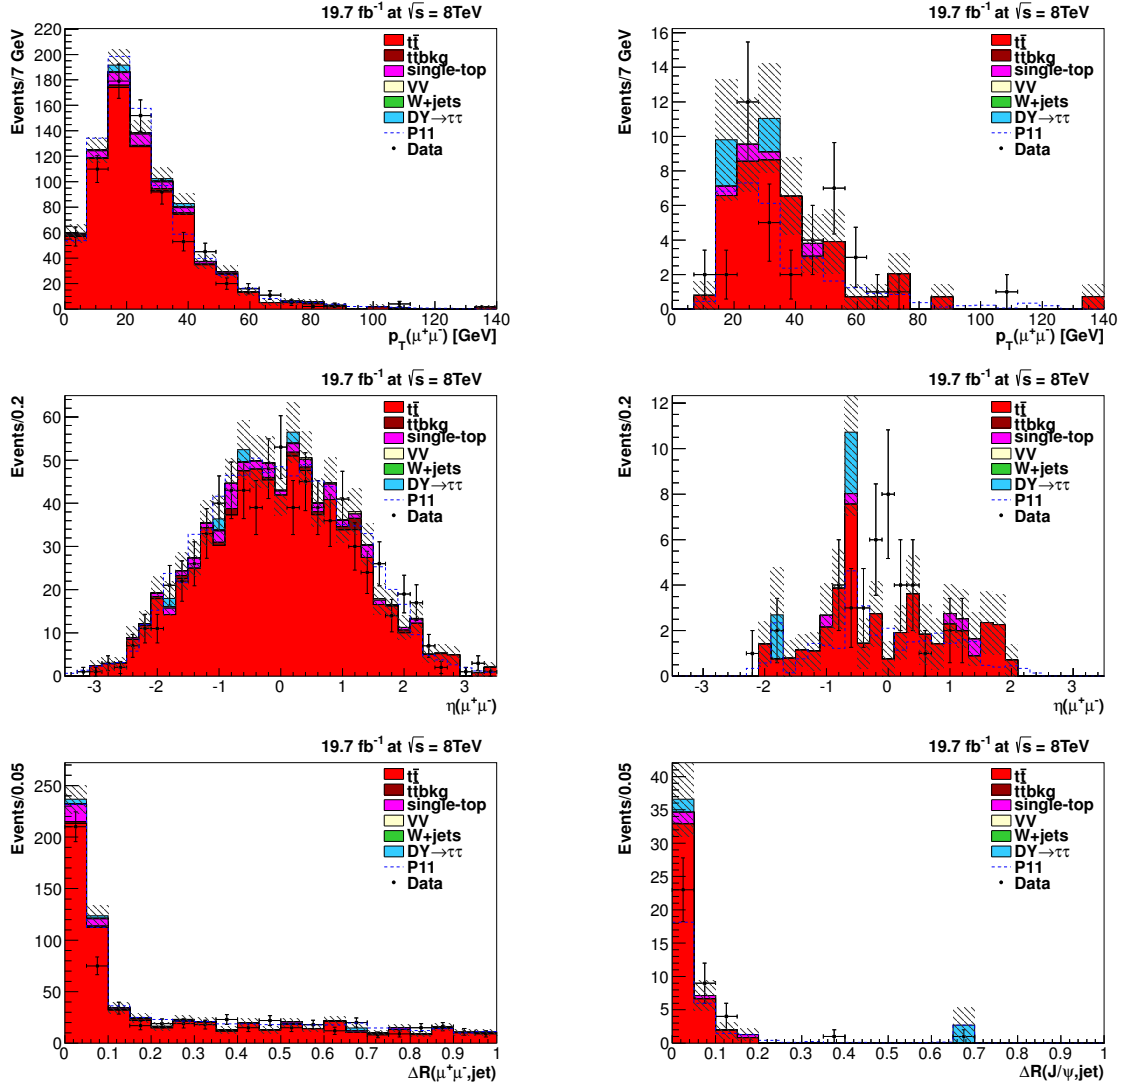 19.7 fb⁻¹ at √s = 8TeV
Events/7 GeV
220
200
180
160
140
120
100
80
60
40
20
0
tt̄
tt̄bkg
single-top
VV
W+jets
DY→ττ
P11
Data
0 20 40 60 80 100 120 140
p_T(μ⁺μ⁻) [GeV]
19.7 fb⁻¹ at √s = 8TeV
Events/7 GeV
16
14
12
10
8
6
4
2
0
tt̄
tt̄bkg
single-top
VV
W+jets
DY→ττ
P11
Data
0 20 40 60 80 100 120 140
p_T(μ⁺μ⁻) [GeV]
19.7 fb⁻¹ at √s = 8TeV
Events/0.2
60
50
40
30
20
10
0
tt̄
tt̄bkg
single-top
VV
W+jets
DY→ττ
P11
Data
-3 -2 -1 0 1 2 3
η(μ⁺μ⁻)
19.7 fb⁻¹ at √s = 8TeV
Events/0.2
12
10
8
6
4
2
0
tt̄
tt̄bkg
single-top
VV
W+jets
DY→ττ
P11
Data
-3 -2 -1 0 1 2 3
η(μ⁺μ⁻)
19.7 fb⁻¹ at √s = 8TeV
Events/0.05
250
200
150
100
50
0
tt̄
tt̄bkg
single-top
VV
W+jets
DY→ττ
P11
Data
0 0.1 0.2 0.3 0.4 0.5 0.6 0.7 0.8 0.9 1
ΔR(μ⁺μ⁻,jet)
19.7 fb⁻¹ at √s = 8TeV
Events/0.05
40
35
30
25
20
15
10
5
0
tt̄
tt̄bkg
single-top
VV
W+jets
DY→ττ
P11
Data
0 0.1 0.2 0.3 0.4 0.5 0.6 0.7 0.8 0.9 1
ΔR(J/ψ,jet)